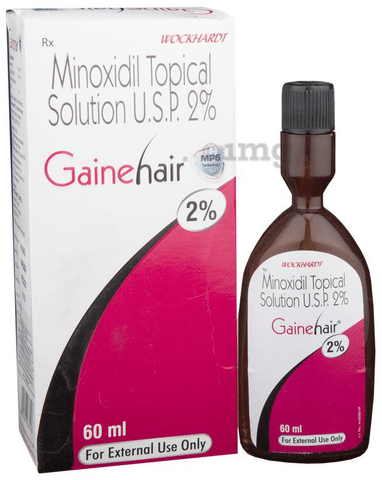 Rx
WOCKHARDT
Minoxidil Topical
Solution U.S.P. 2%
Gainehair
MPS
2%
60 ml
For External Use Only
Rx
WOCKHARDT
Minoxidil Topical
Solution U.S.P. 2%
Gainehair®
2%
60 ml
For External Use Only